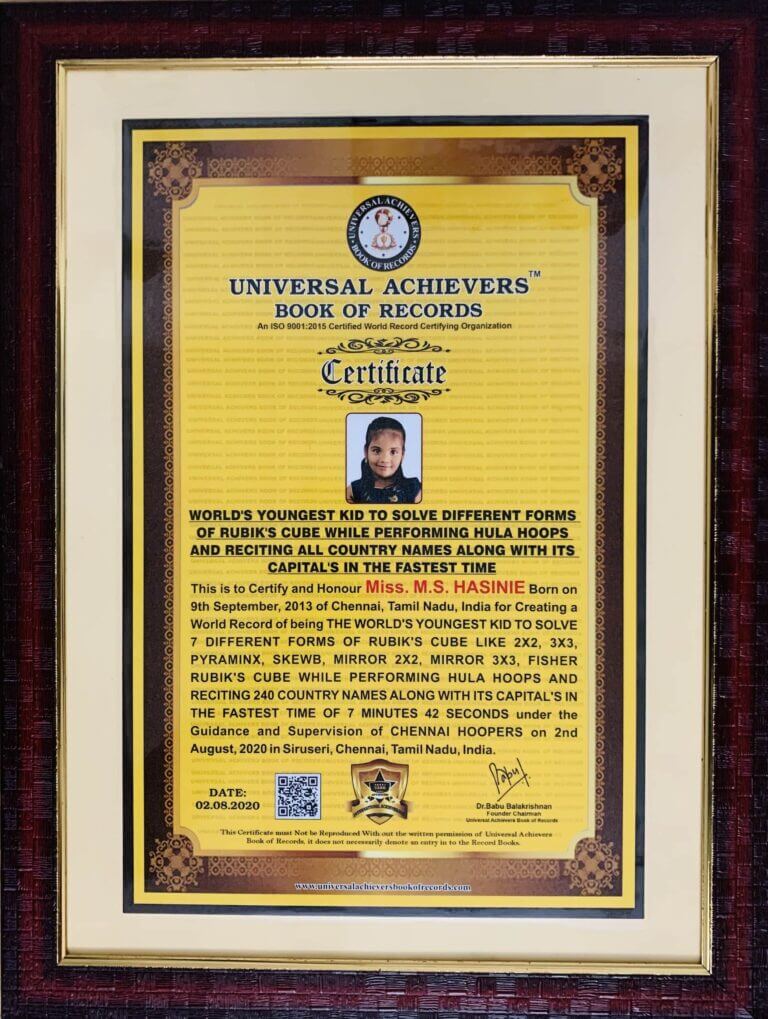 UNIVERSAL ACHIEVERS
BOOK OF RECORDS
UNIVERSAL ACHIEVERS™
BOOK OF RECORDS
An ISO 9001:2015 Certified World Record Certifying Organization
Certificate
WORLD'S YOUNGEST KID TO SOLVE DIFFERENT FORMS
OF RUBIK'S CUBE WHILE PERFORMING HULA HOOPS
AND RECITING ALL COUNTRY NAMES ALONG WITH ITS
CAPITAL'S IN THE FASTEST TIME
This is to Certify and Honour Miss. M.S. HASINIE Born on
9th September, 2013 of Chennai, Tamil Nadu, India for Creating a
World Record of being THE WORLD'S YOUNGEST KID TO SOLVE
7 DIFFERENT FORMS OF RUBIK'S CUBE LIKE 2X2, 3X3,
PYRAMINX, SKEWB, MIRROR 2X2, MIRROR 3X3, FISHER
RUBIK'S CUBE WHILE PERFORMING HULA HOOPS AND
RECITING 240 COUNTRY NAMES ALONG WITH ITS CAPITAL'S IN
THE FASTEST TIME OF 7 MINUTES 42 SECONDS under the
Guidance and Supervision of CHENNAI HOOPERS on 2nd
August, 2020 in Siruseri, Chennai, Tamil Nadu, India.
DATE:
02.08.2020
Dr.Babu Balakrishnan
Founder Chairman
Universal Achievers Book of Records
This Certificate must Not be Reproduced With out the written permission of Universal Achievers
Book of Records, it does not necessarily denote an entry in to the Record Books.
www.universalachieversbookofrecords.com